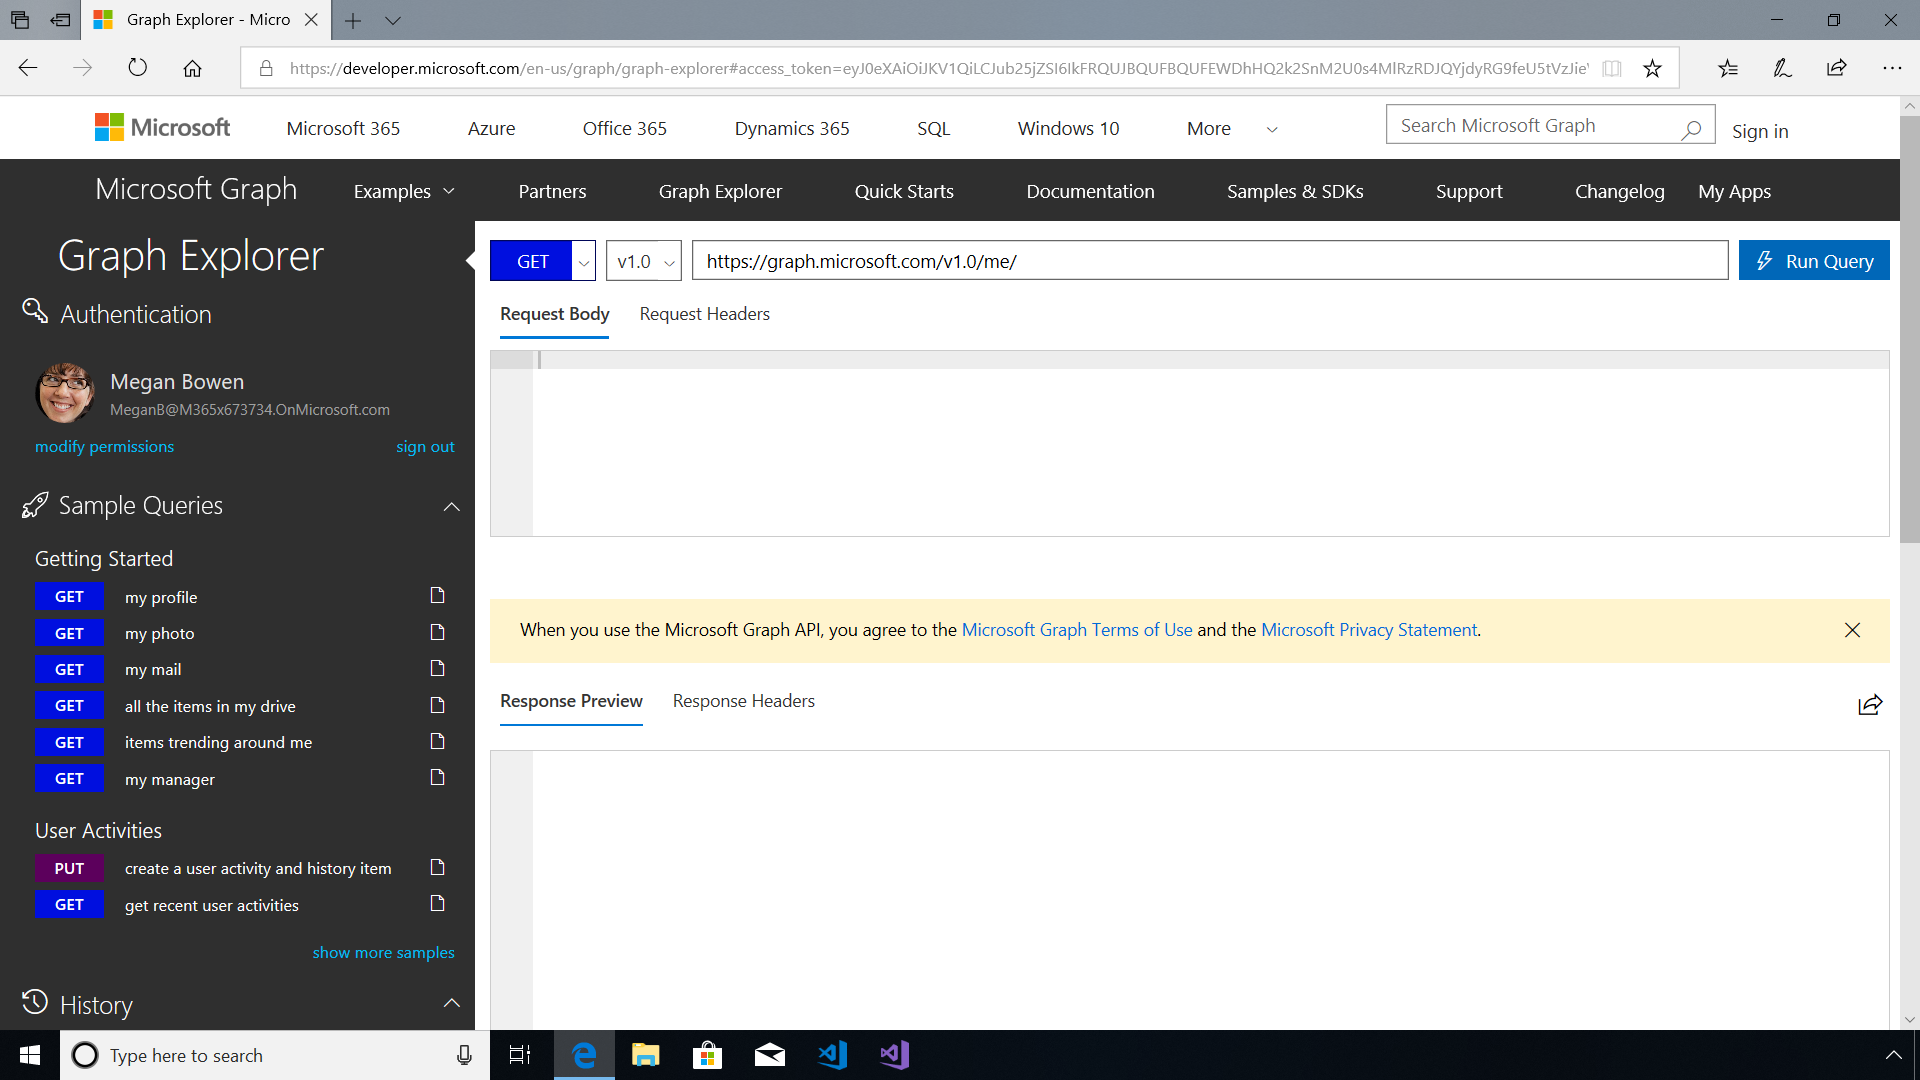 Graph Explorer - Micro
https://developer.microsoft.com/en-us/graph/graph-explorer#access_token=
Microsoft
Microsoft 365
Azure
Office 365
Dynamics 365
SQL
Windows 10
More
Search Microsoft Graph
Sign in
Microsoft Graph
Examples
Partners
Graph Explorer
Quick Starts
Documentation
Samples & SDKs
Support
Changelog
My Apps
Graph Explorer
Authentication
Megan Bowen
MeganB@M365x673734.OnMicrosoft.com
modify permissions
sign out
Sample Queries
Getting Started
GET my profile
GET my photo
GET my mail
GET all the items in my drive
GET items trending around me
GET my manager
User Activities
PUT create a user activity and history item
GET get recent user activities
show more samples
History
GET
v1.0
https://graph.microsoft.com/v1.0/me/
Run Query
Request Body
Request Headers
When you use the Microsoft Graph API, you agree to the Microsoft Graph Terms of Use and the Microsoft Privacy Statement.
Response Preview
Response Headers
Type here to search